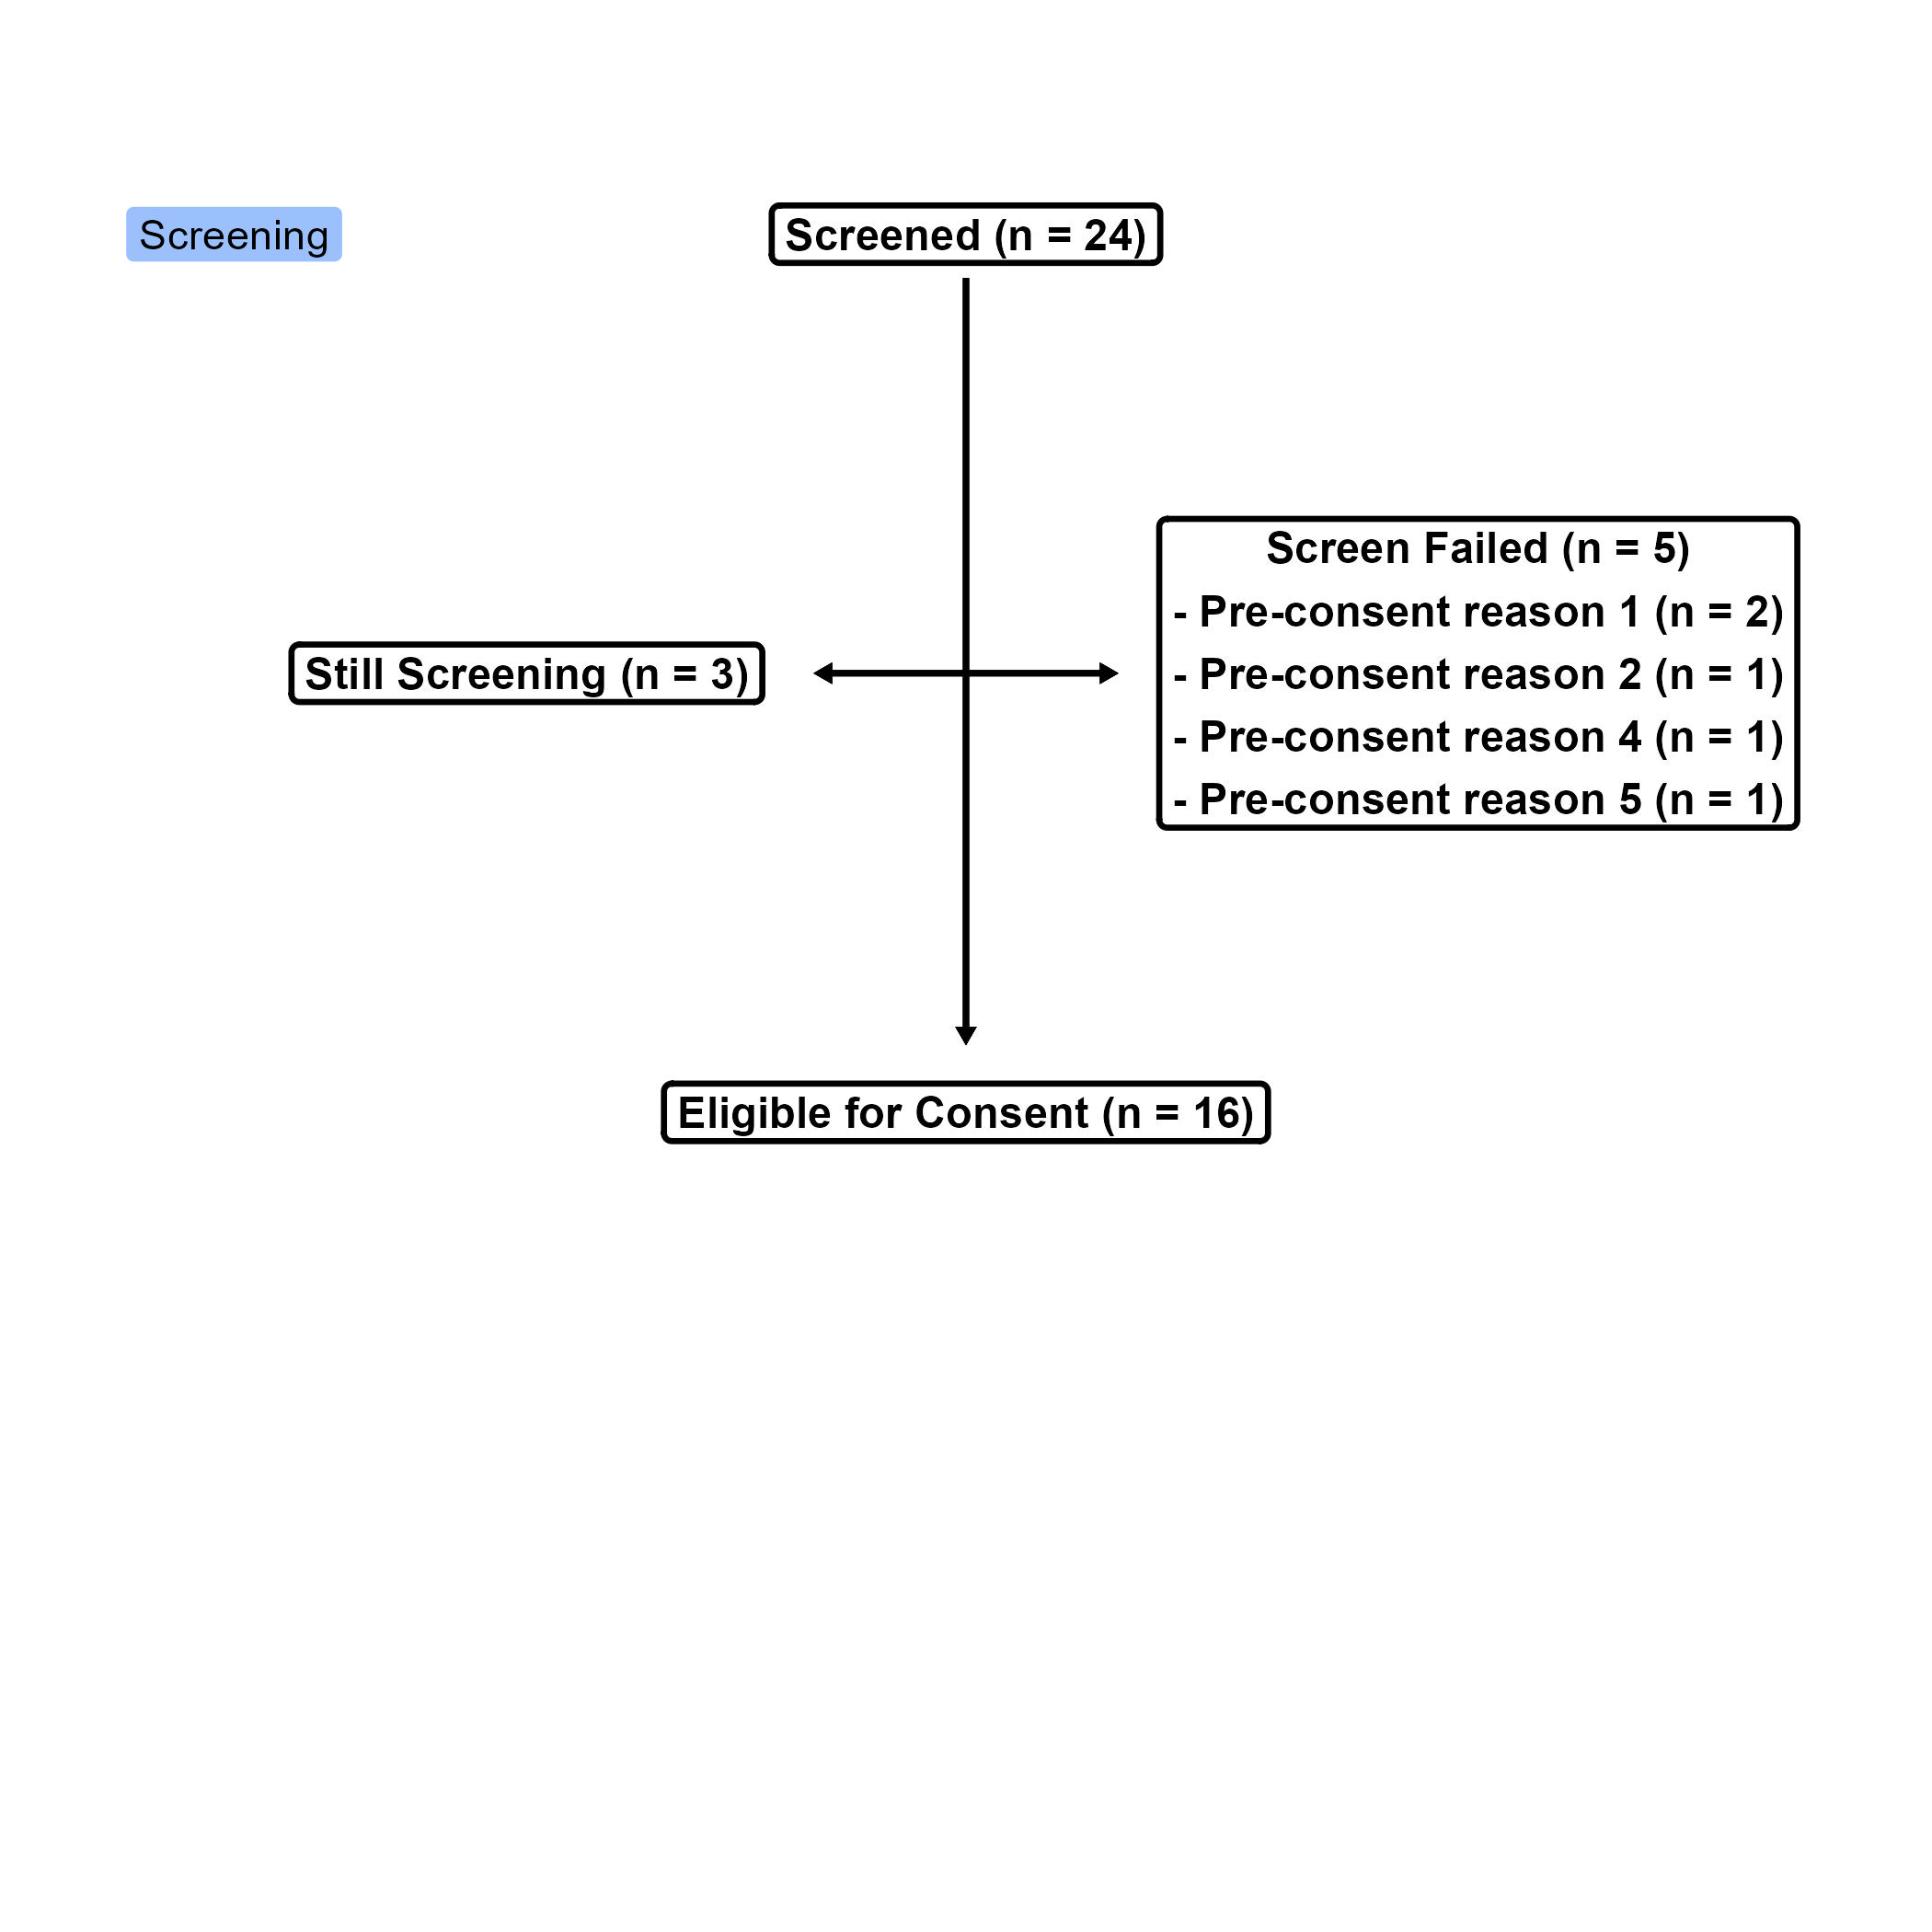 Screening
Screened (n = 24)
Still Screening (n = 3)
Screen Failed (n = 5)
- Pre-consent reason 1 (n = 2)
- Pre-consent reason 2 (n = 1)
- Pre-consent reason 4 (n = 1)
- Pre-consent reason 5 (n = 1)
Eligible for Consent (n = 16)